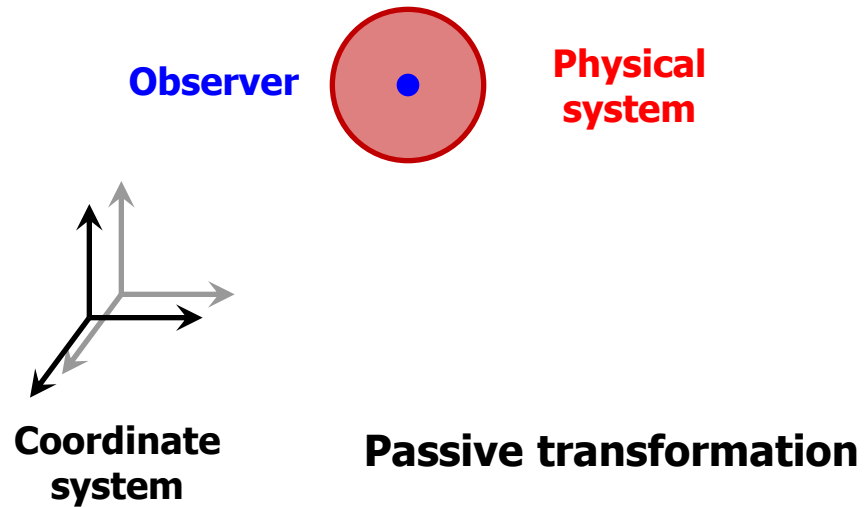 Observer
Physical
system
Coordinate
system
Passive transformation